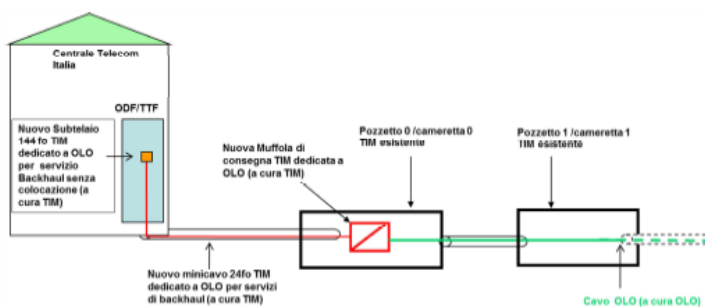 Centrale Telecom
Italia
ODF/TTF
Nuovo Subtelaio
144 fo TIM
dedicato a OLO
per servizio
Backhaul senza
colocazione (a
cura TIM)
Nuova Muffola di
consegna TIM dedicata a
OLO (a cura TIM)
Pozzetto 0 /cameretta 0
TIM esistente
Pozzetto 1 /cameretta 1
TIM esistente
Nuovo minicavo 24fo TIM
dedicato a OLO per servizi
di backhaul (a cura TIM)
Cavo OLO (a cura OLO)